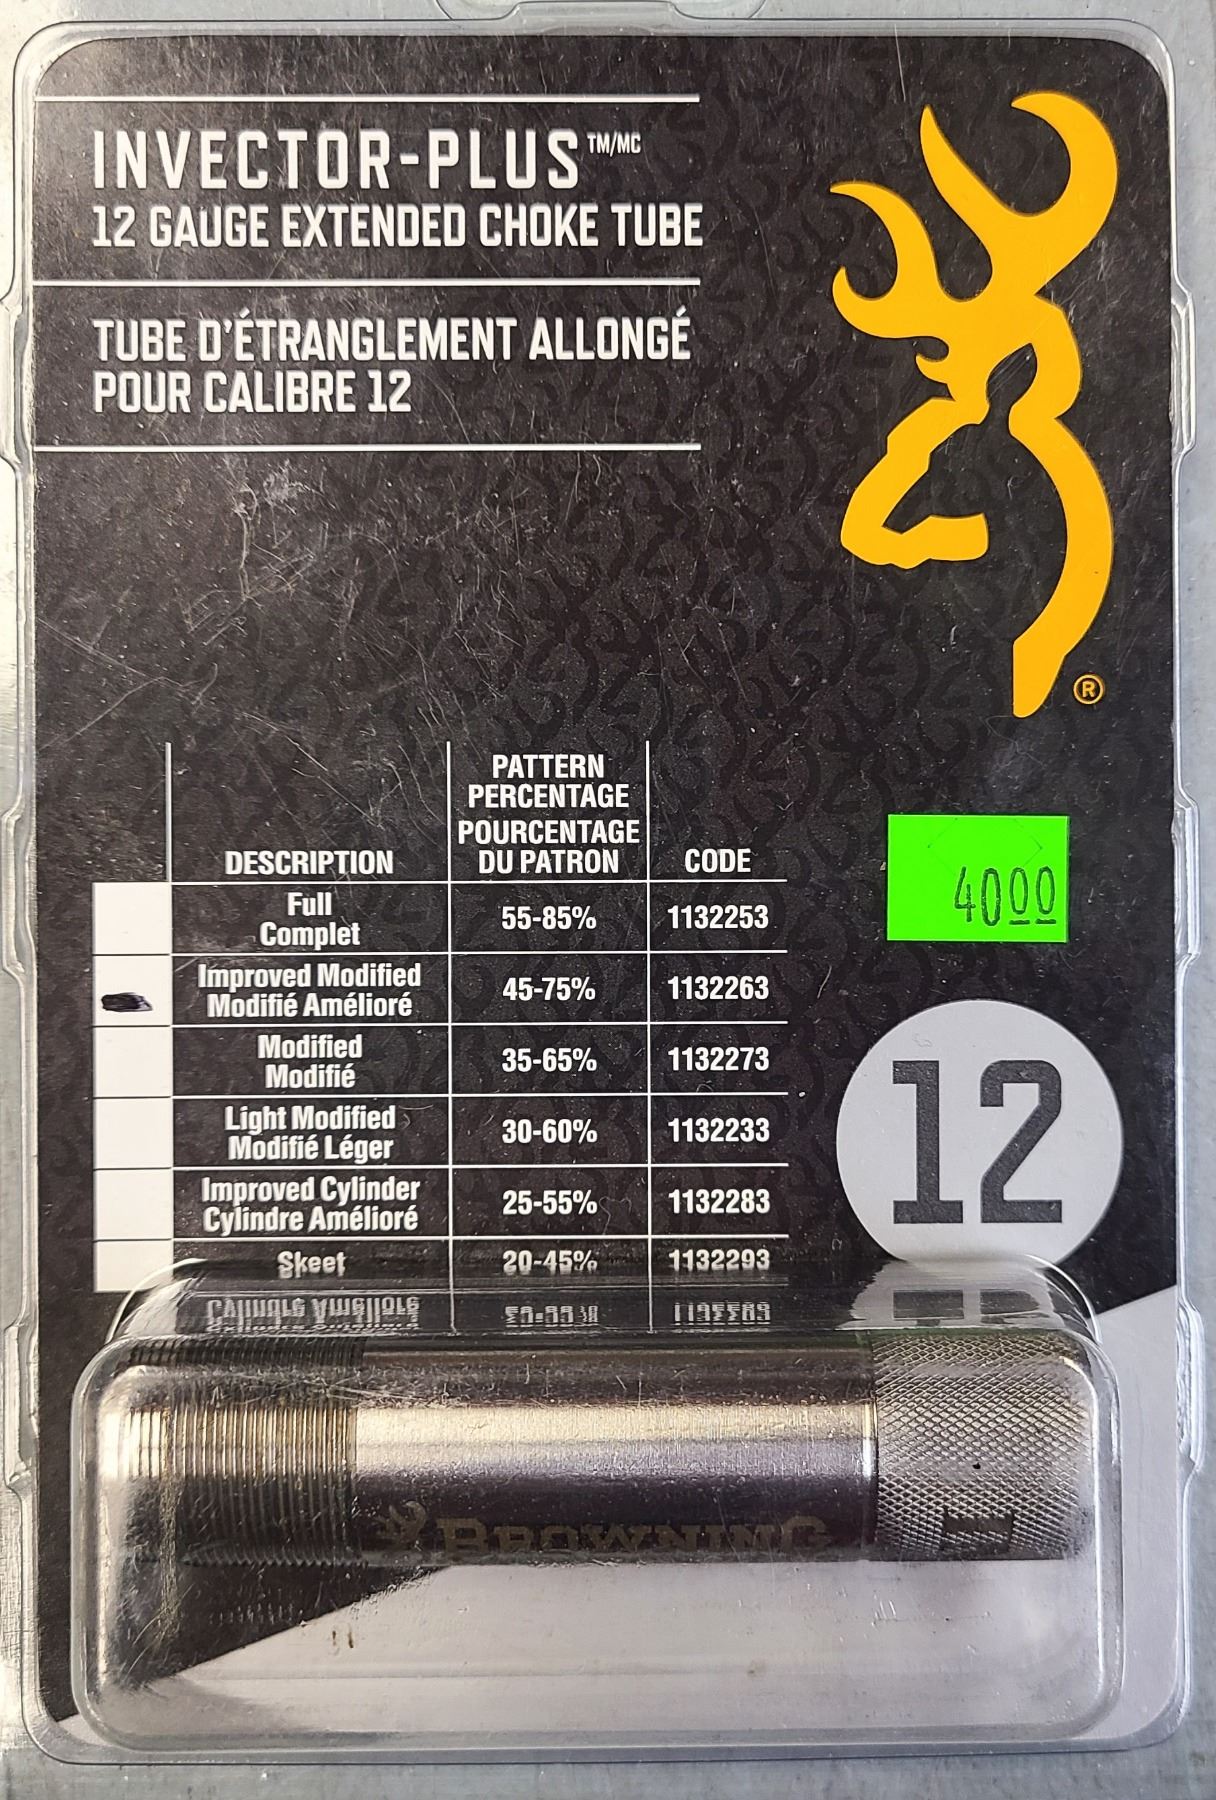 INVECTOR-PLUS™/MC
12 GAUGE EXTENDED CHOKE TUBE
TUBE D'ÉTRANGLEMENT ALLONGÉ
POUR CALIBRE 12
®
DESCRIPTION
PATTERN
PERCENTAGE
POURCENTAGE
DU PATRON
CODE
Full
Complet
55-85%
1132253
Improved Modified
Modifié Amélioré
45-75%
1132263
Modified
Modifié
35-65%
1132273
Light Modified
Modifié Léger
30-60%
1132233
Improved Cylinder
Cylindre Amélioré
25-55%
1132283
Skeet
20-45%
1132293
4000
12
BROWNING